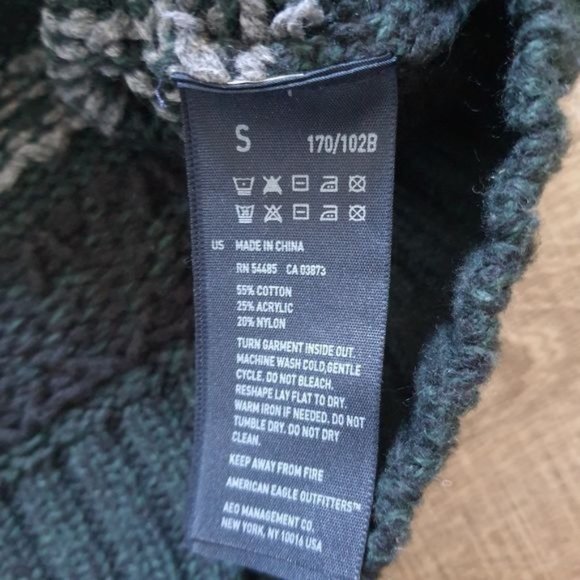 S 170/102B
US MADE IN CHINA
RN 54485 CA 03873
55% COTTON
25% ACRYLIC
20% NYLON
TURN GARMENT INSIDE OUT.
MACHINE WASH COLD,GENTLE
CYCLE. DO NOT BLEACH.
RESHAPE LAY FLAT TO DRY.
WARM IRON IF NEEDED. DO NOT
TUMBLE DRY. DO NOT DRY
CLEAN.
KEEP AWAY FROM FIRE
AMERICAN EAGLE OUTFITTERS™
AEO MANAGEMENT CO.
NEW YORK, NY 10016 USA